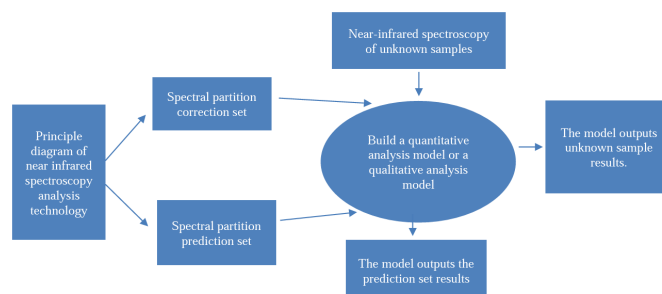 Near-infrared spectroscopy
of unknown samples
Spectral partition
correction set
Principle
diagram of
near infrared
spectroscopy
analysis
technology
Build a quantitative
analysis model or a
qualitative analysis
model
The model outputs
unknown sample
results.
Spectral partition
prediction set
The model outputs the
prediction set results